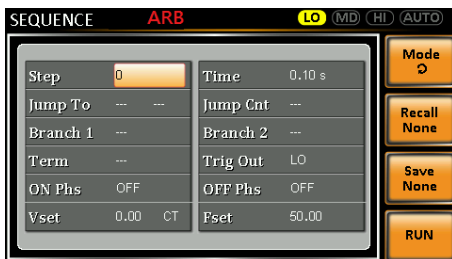 SEQUENCE ARB LO MD HI AUTO
Step 0 Time 0.10 s
Jump To --- --- Jump Cnt ---
Branch 1 --- Branch 2 ---
Term --- Trig Out LO
ON Phs OFF OFF Phs OFF
Vset 0.00 CT Fset 50.00
Mode
Recall
None
Save
None
RUN